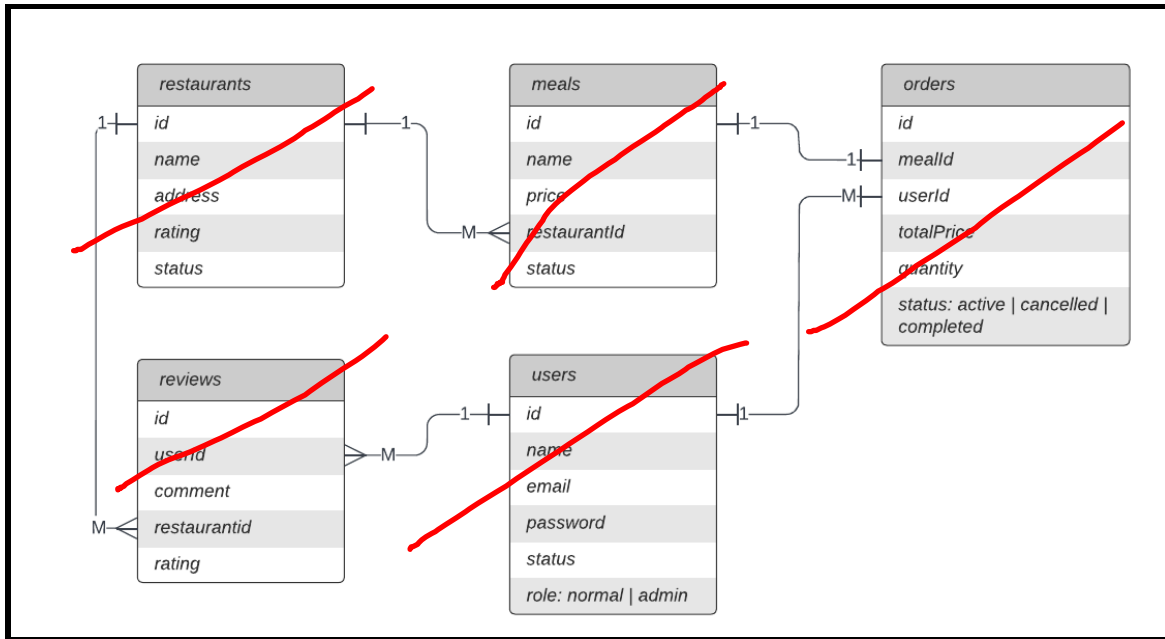 restaurants
id
name
address
rating
status
1
1
M
meals
id
name
price
restaurantId
status
1
1
M
orders
id
mealId
userId
totalPrice
quantity
status: active | cancelled |
completed
reviews
id
userId
comment
restaurantid
rating
M
M
1
users
id
name
email
password
status
role: normal | admin
1